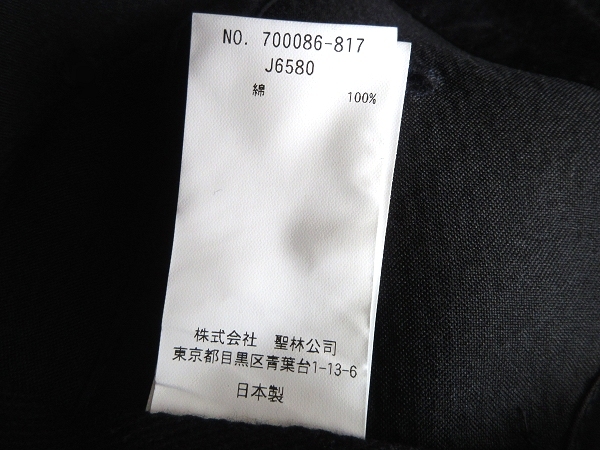 NO. 700086-817
J6580
綿 100%
株式会社 聖林公司
東京都目黒区青葉台1-13-6
日本製